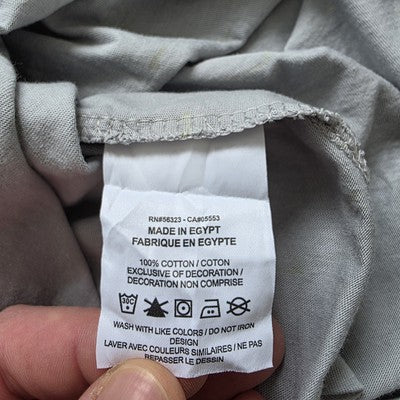 RN#56323 - CA#05553
MADE IN EGYPT
FABRIQUE EN EGYPTE
100% COTTON / COTON
EXCLUSIVE OF DECORATION /
DECORATION NON COMPRISE
30C
WASH WITH LIKE COLORS / DO NOT IRON
DESIGN
LAVER AVEC COULEURS SIMILAIRES / NE PAS
REPASSER LE DESSIN